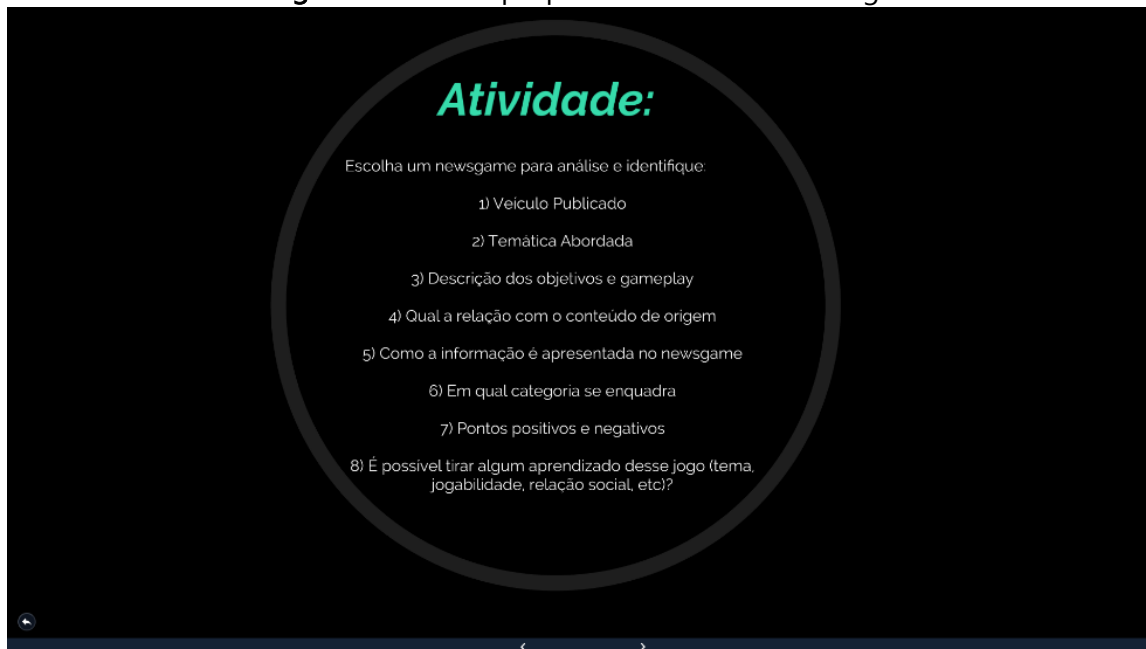 Atividade:
Escolha um newsgame para análise e identifique:
1) Veículo Publicado
2) Temática Abordada
3) Descrição dos objetivos e gameplay
4) Qual a relação com o conteúdo de origem
5) Como a informação é apresentada no newsgame
6) Em qual categoria se enquadra
7) Pontos positivos e negativos
8) É possível tirar algum aprendizado desse jogo (tema,
jogabilidade, relação social, etc)?